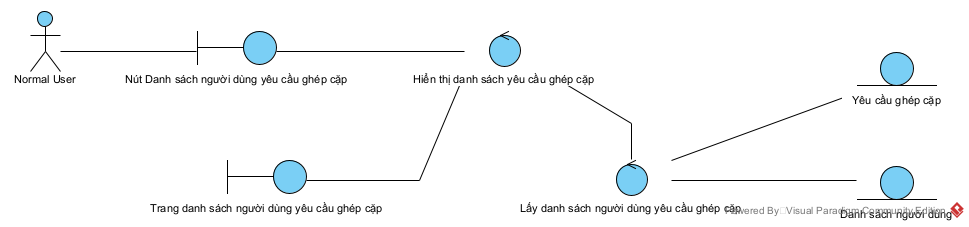 Normal User
Nút Danh sách người dùng yêu cầu ghép cặp
Hiển thị danh sách yêu cầu ghép cặp
Yêu cầu ghép cặp
Trang danh sách người dùng yêu cầu ghép cặp
Lấy danh sách người dùng yêu cầu ghép cặp
Powered By Visual Paradigm Community Edition
Danh sách người dùng